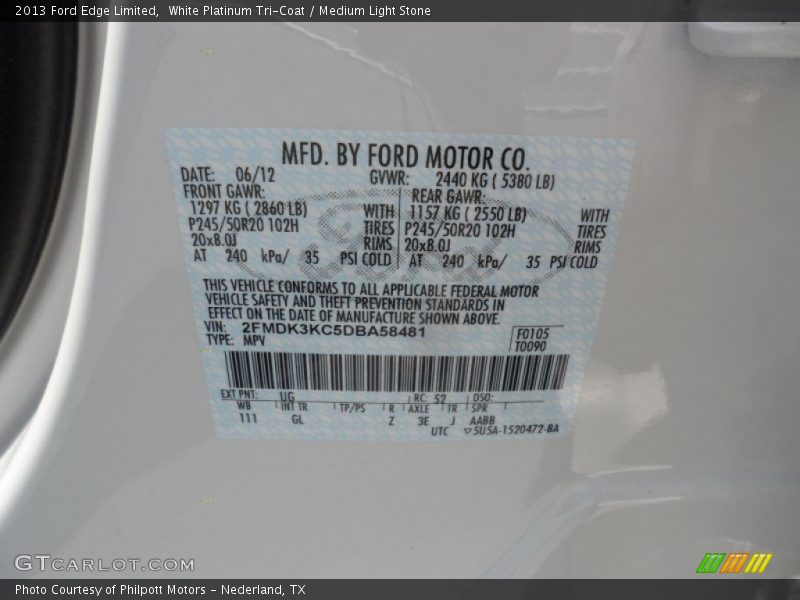 2013 Ford Edge Limited, White Platinum Tri-Coat / Medium Light Stone
MFD. BY FORD MOTOR CO.
DATE: 06/12 GVWR: 2440 KG ( 5380 LB)
FRONT GAWR: REAR GAWR:
1297 KG ( 2860 LB) WITH 1157 KG ( 2550 LB) WITH
P245/50R20 102H TIRES P245/50R20 102H TIRES
20x8.0J RIMS 20x8.0J RIMS
AT 240 kPa/ 35 PSI COLD AT 240 kPa/ 35 PSI COLD
THIS VEHICLE CONFORMS TO ALL APPLICABLE FEDERAL MOTOR
VEHICLE SAFETY AND THEFT PREVENTION STANDARDS IN
EFFECT ON THE DATE OF MANUFACTURE SHOWN ABOVE.
VIN: 2FMDK3KC5DBA58481 F0105
TYPE: MPV T0090
EXT PNT: UG RC: 52 DSO:
WB INT TR TP/PS R AXLE TR SPR
111 GL Z 3E J AABB
UTC ▽5U5A-1520472-BA
GTCARLOT.COM
Photo Courtesy of Philpott Motors - Nederland, TX